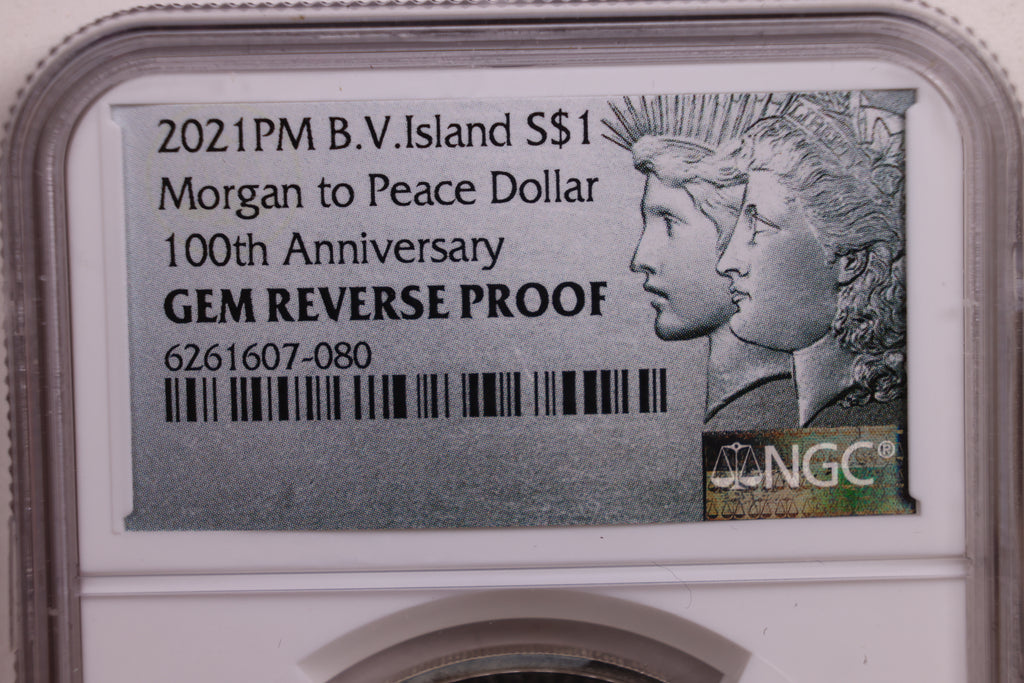 2021PM B.V.Island S$1
Morgan to Peace Dollar
100th Anniversary
GEM REVERSE PROOF
6261607-080
NGC®